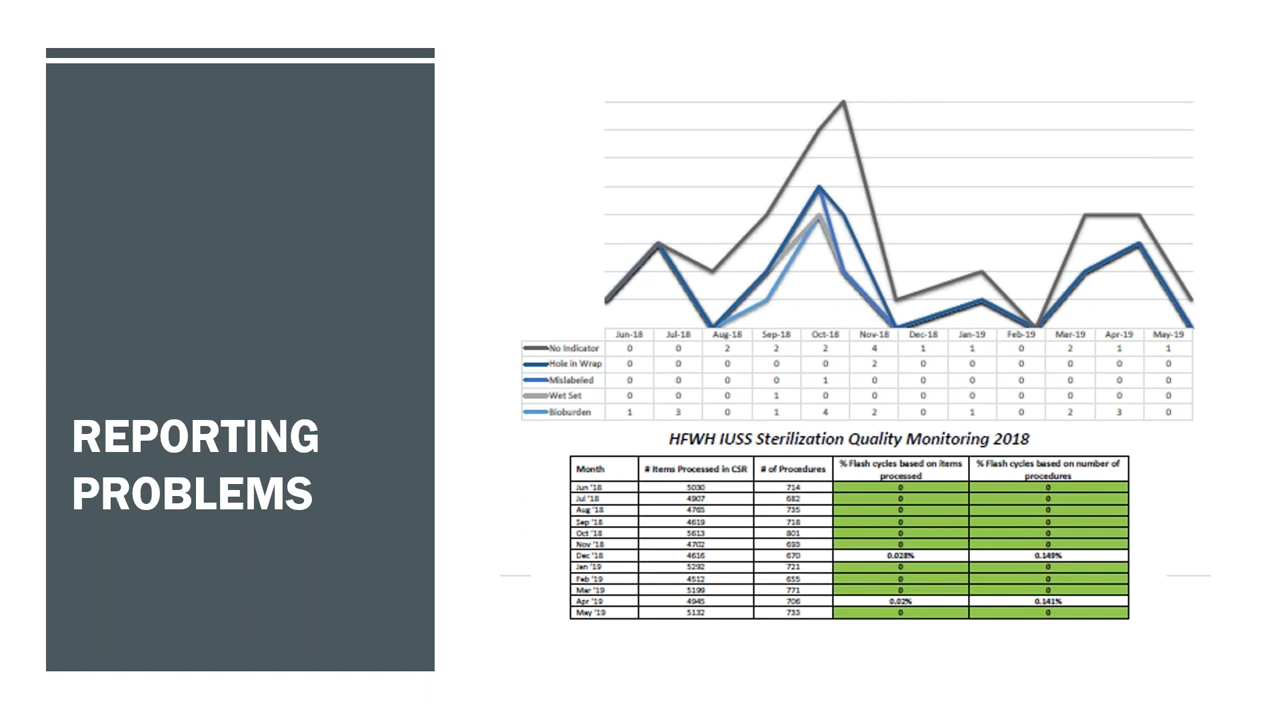 REPORTING
PROBLEMS
Jun-18 Jul-18 Aug-18 Sep-18 Oct-18 Nov-18 Dec-18 Jan-19 Feb-19 Mar-19 Apr-19 May-19
No Indicator 0 0 2 2 2 4 1 1 0 2 1 1
Hole in Wrap 0 0 0 0 0 2 0 0 0 0 0 0
Mislabeled 0 0 0 0 1 0 0 0 0 0 0 0
Wet Set 0 0 0 1 0 0 0 0 0 0 0 0
Bioburden 1 3 0 1 4 2 0 1 0 2 3 0
HFWH IUSS Sterilization Quality Monitoring 2018
Month # Items Processed in CSR # of Procedures % Flash cycles based on items processed % Flash cycles based on number of procedures
Jun '18 5030 714 0 0
Jul '18 4907 682 0 0
Aug '18 4765 735 0 0
Sep '18 4619 718 0 0
Oct '18 5613 801 0 0
Nov '18 4702 693 0 0
Dec '18 4616 670 0.028% 0.149%
Jan '19 5292 721 0 0
Feb '19 4512 655 0 0
Mar '19 5199 771 0 0
Apr '19 4945 706 0.02% 0.141%
May '19 5132 733 0 0